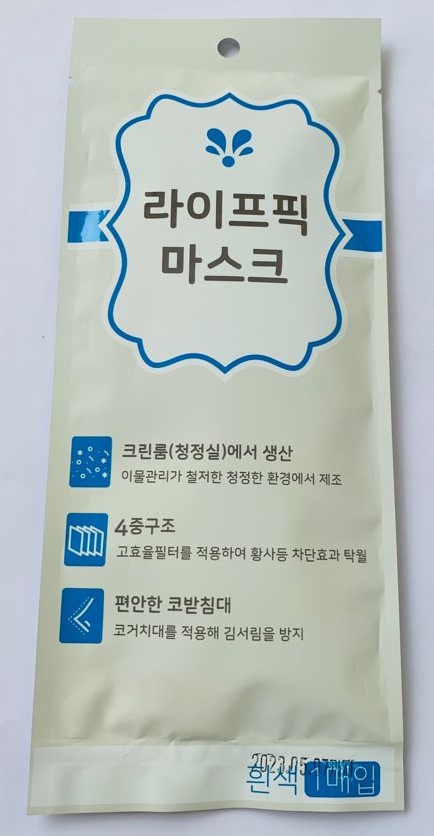 라이프픽
마스크
크린룸(청정실)에서 생산
이물관리가 철저한 청정한 환경에서 제조
4중구조
고효율필터를 적용하여 황사등 차단효과 탁월
편안한 코받침대
코거치대를 적용해 김서림을 방지
2023.05.27
흰색 1매입